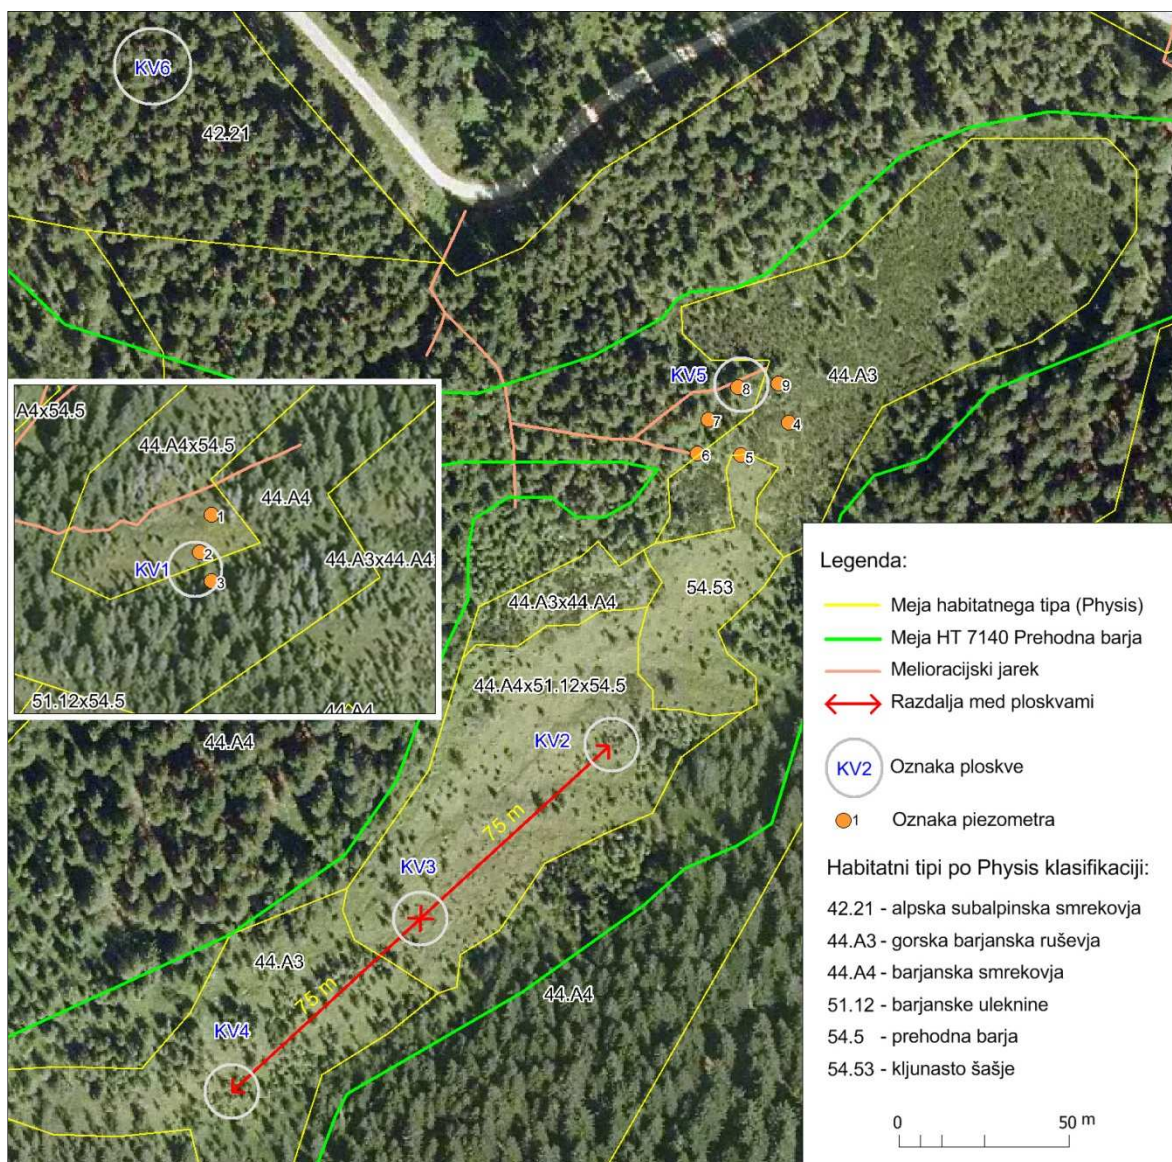 KV6
42.21
KV5
8
9
44.A3
7
4
6
5
A4x54.5
44.A4x54.5
44.A4
1
2
KV1
3
44.A3x44.A4
51.12x54.5
44.A4
44.A3x44.A4
54.53
44.A4x51.12x54.5
44.A4
KV2
75 m
KV3
44.A3
75 m
44.A4
KV4
Legenda:
Meja habitatnega tipa (Physis)
Meja HT 7140 Prehodna barja
Melioracijski jarek
Razdalja med ploskvami
KV2 Oznaka ploskve
1 Oznaka piezometra
Habitatni tipi po Physis klasifikaciji:
42.21 - alpska subalpinska smrekovja
44.A3 - gorska barjanska ruševja
44.A4 - barjanska smrekovja
51.12 - barjanske uleknine
54.5 - prehodna barja
54.53 - kljunasto šašje
0 50 m